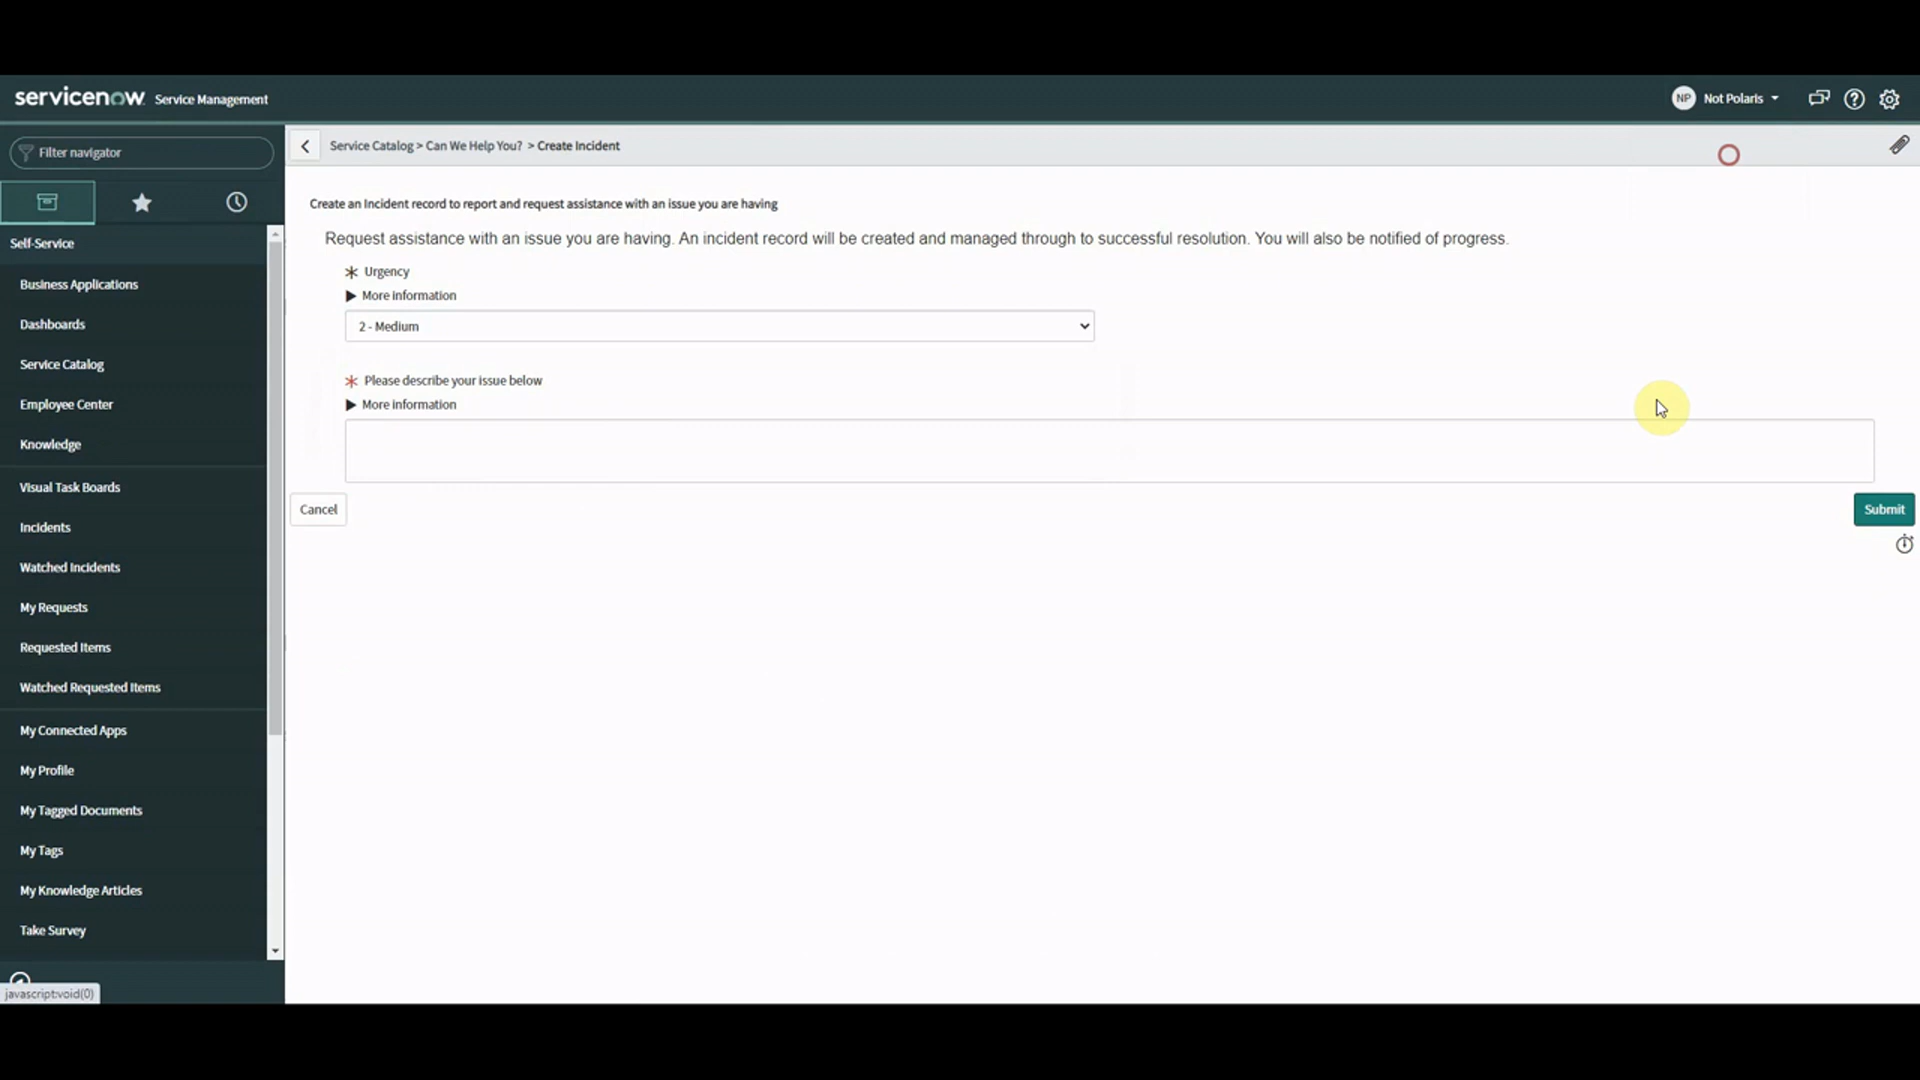 servicenow Service Management
NP Not Polaris
Filter navigator
Service Catalog > Can We Help You? > Create Incident
Self-Service
Business Applications
Dashboards
Service Catalog
Employee Center
Knowledge
Visual Task Boards
Incidents
Watched Incidents
My Requests
Requested Items
Watched Requested Items
My Connected Apps
My Profile
My Tagged Documents
My Tags
My Knowledge Articles
Take Survey
javascript:void(0)
Create an Incident record to report and request assistance with an issue you are having
Request assistance with an issue you are having. An incident record will be created and managed through to successful resolution. You will also be notified of progress.
Urgency
More information
2 - Medium
Please describe your issue below
More information
Cancel
Submit